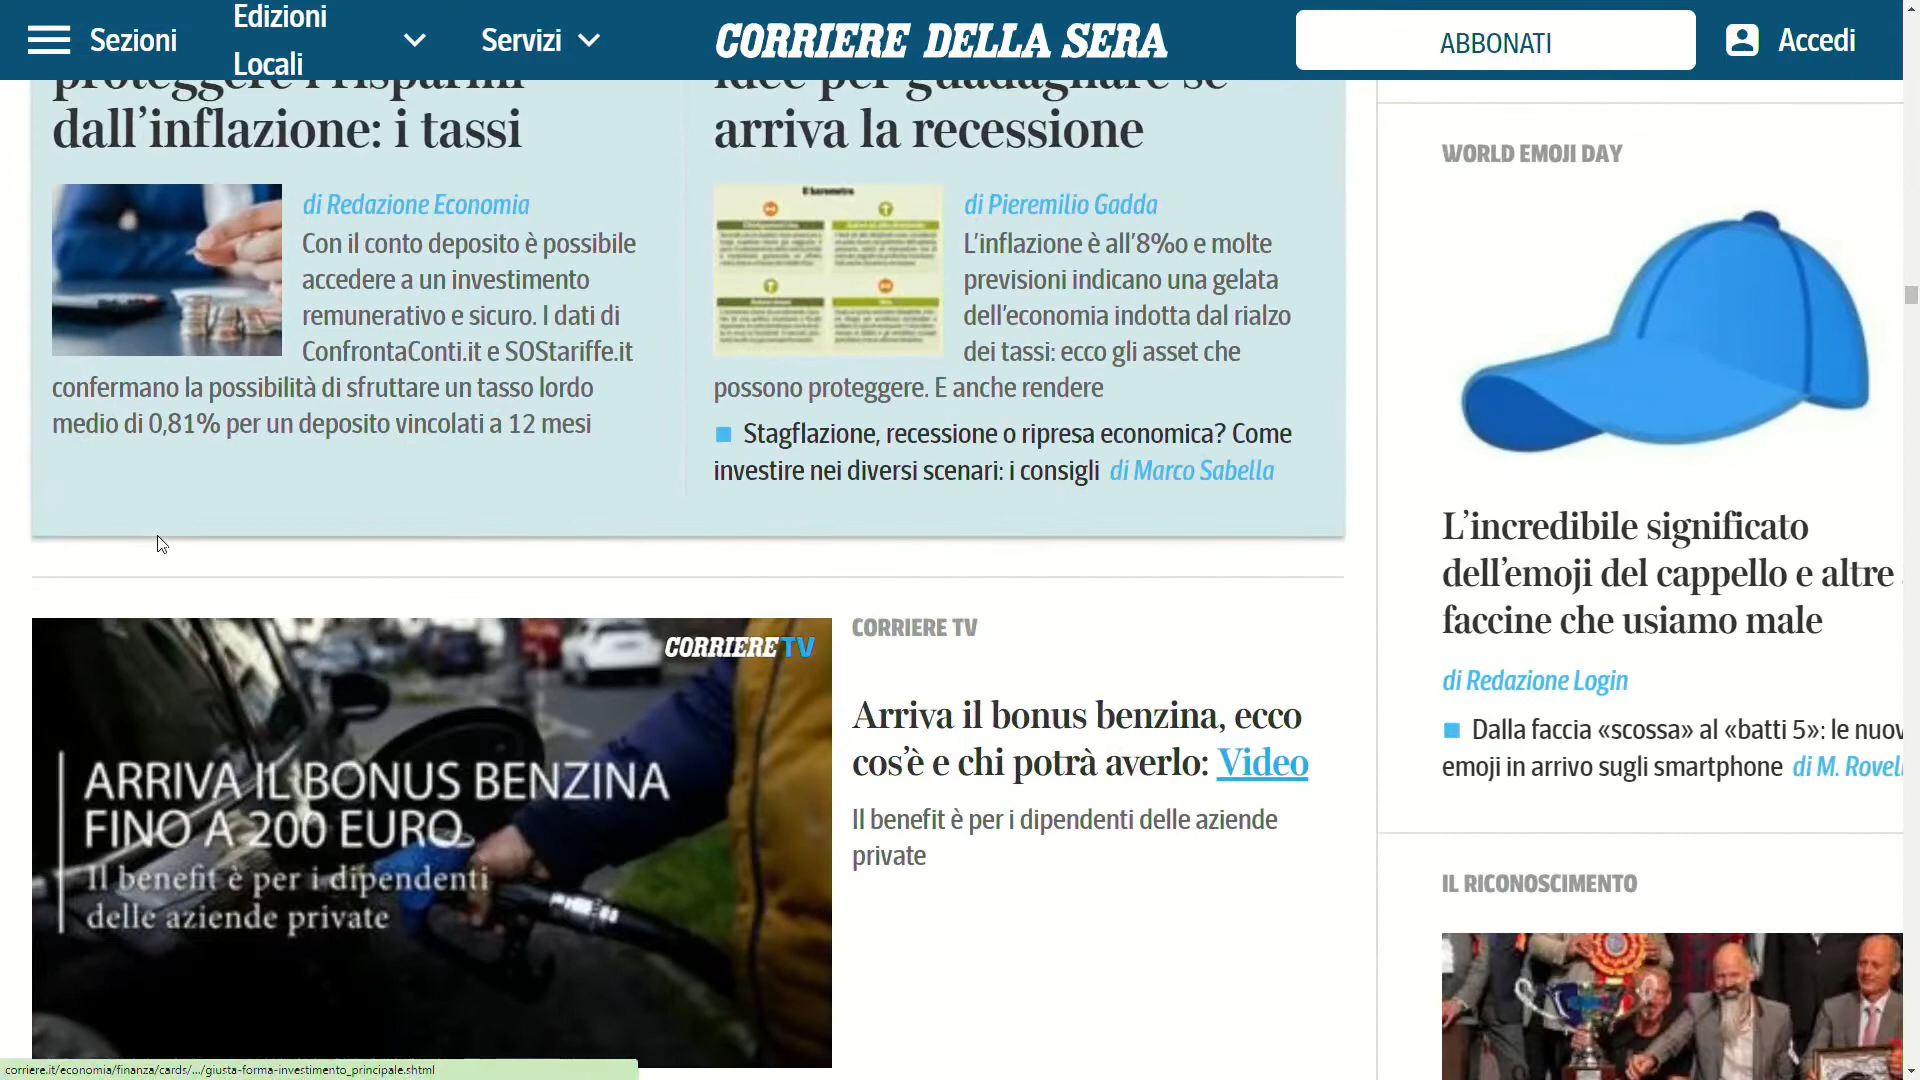 Sezioni
Edizioni
Locali
Servizi
CORRIERE DELLA SERA
ABBONATI
Accedi
proteggere i risparmi
dall’inflazione: i tassi
di Redazione Economia
Con il conto deposito è possibile
accedere a un investimento
remunerativo e sicuro. I dati di
ConfrontaConti.it e SOStariffe.it
confermano la possibilità di sfruttare un tasso lordo
medio di 0,81% per un deposito vincolati a 12 mesi
idee per guadagnare se
arriva la recessione
Il barometro
di Pieremilio Gadda
L’inflazione è all’8%o e molte
previsioni indicano una gelata
dell’economia indotta dal rialzo
dei tassi: ecco gli asset che
possono proteggere. E anche rendere
Stagflazione, recessione o ripresa economica? Come
investire nei diversi scenari: i consigli di Marco Sabella
CORRIERE TV
ARRIVA IL BONUS BENZINA
FINO A 200 EURO
Il benefit è per i dipendenti
delle aziende private
CORRIERE TV
Arriva il bonus benzina, ecco
cos’è e chi potrà averlo: Video
Il benefit è per i dipendenti delle aziende
private
WORLD EMOJI DAY
L’incredibile significato
dell’emoji del cappello e altre
faccine che usiamo male
di Redazione Login
Dalla faccia «scossa» al «batti 5»: le nuov
emoji in arrivo sugli smartphone di M. Rovel
IL RICONOSCIMENTO
corriere.it/economia/finanza/cards/.../giusta-forma-investimento_principale.shtml